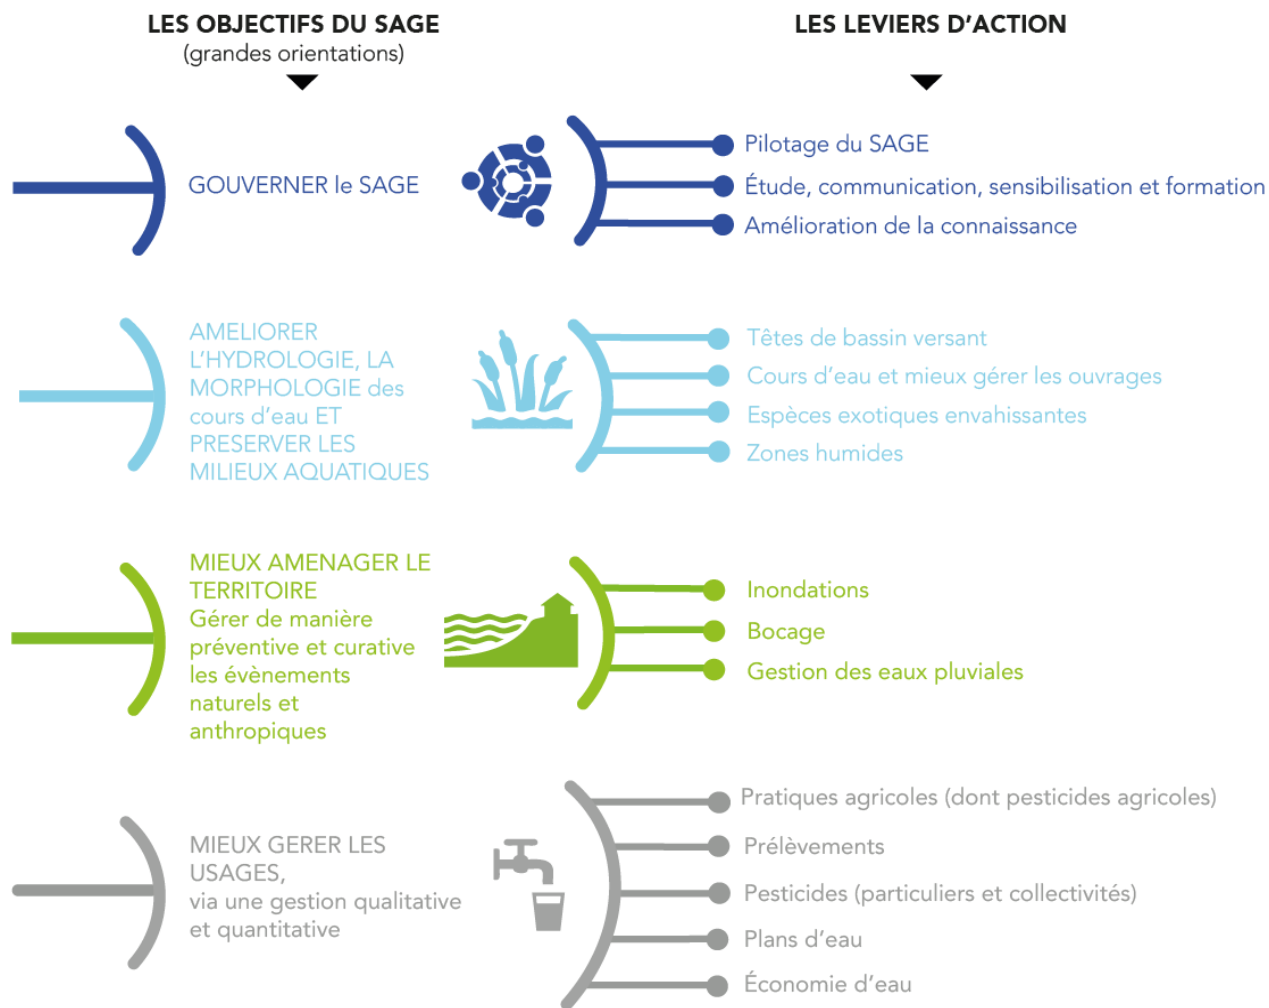 LES OBJECTIFS DU SAGE
(grandes orientations)
LES LEVIERS D'ACTION
GOUVERNER le SAGE
Pilotage du SAGE
Étude, communication, sensibilisation et formation
Amélioration de la connaissance
AMELIORER
L'HYDROLOGIE, LA
MORPHOLOGIE des
cours d'eau ET
PRESERVER LES
MILIEUX AQUATIQUES
Têtes de bassin versant
Cours d'eau et mieux gérer les ouvrages
Espèces exotiques envahissantes
Zones humides
MIEUX AMENAGER LE
TERRITOIRE
Gérer de manière
préventive et curative
les évènements
naturels et
anthropiques
Inondations
Bocage
Gestion des eaux pluviales
MIEUX GERER LES
USAGES,
via une gestion qualitative
et quantitative
Pratiques agricoles (dont pesticides agricoles)
Prélèvements
Pesticides (particuliers et collectivités)
Plans d'eau
Économie d'eau